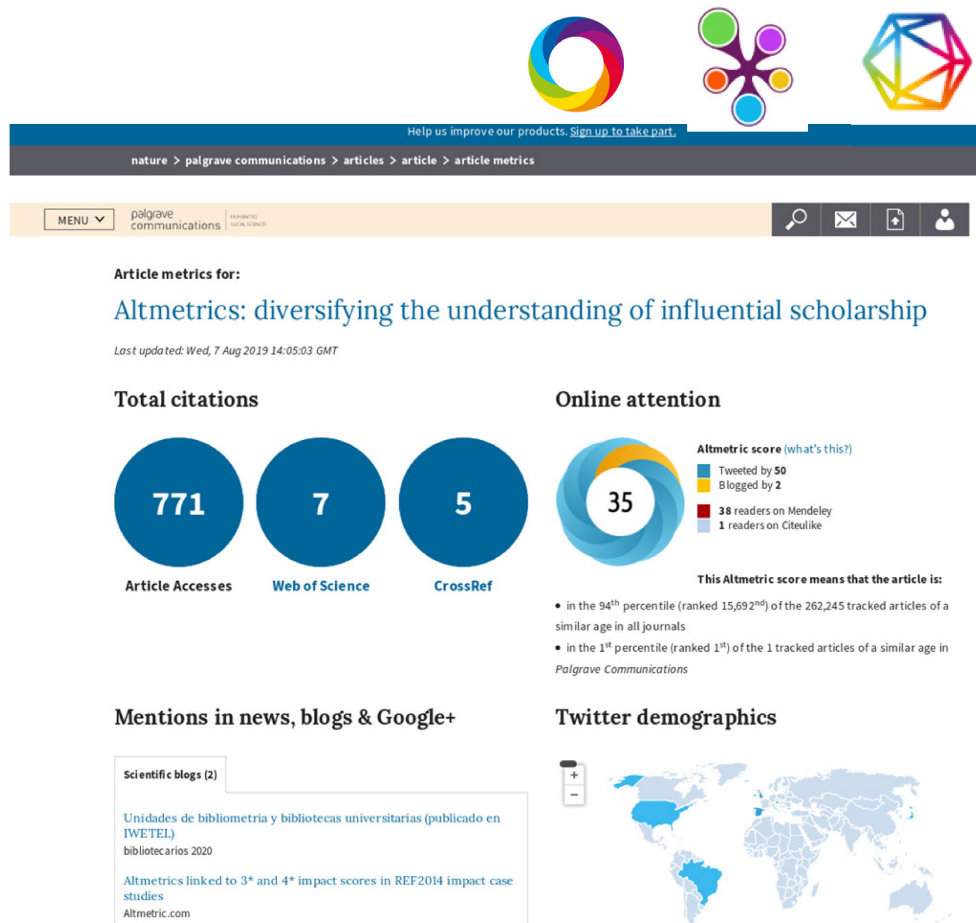 Help us improve our products. Sign up to take part.
nature > palgrave communications > articles > article > article metrics
MENU
palgrave
communications
HUMANITIES
SOCIAL SCIENCES
Article metrics for:
Altmetrics: diversifying the understanding of influential scholarship
Last updated: Wed, 7 Aug 2019 14:05:03 GMT
Total citations
771
Article Accesses
7
Web of Science
5
CrossRef
Online attention
35
Altmetric score (what's this?)
Tweeted by 50
Blogged by 2
38 readers on Mendeley
1 readers on Citeulike
This Altmetric score means that the article is:
• in the 94th percentile (ranked 15,692nd) of the 262,245 tracked articles of a
similar age in all journals
• in the 1st percentile (ranked 1st) of the 1 tracked articles of a similar age in
Palgrave Communications
Mentions in news, blogs & Google+
Scientific blogs (2)
Unidades de bibliometría y bibliotecas universitarias (publicado en
IWETEL)
bibliotecarios 2020
Altmetrics linked to 3* and 4* impact scores in REF2014 impact case
studies
Altmetric.com
Twitter demographics
+
−